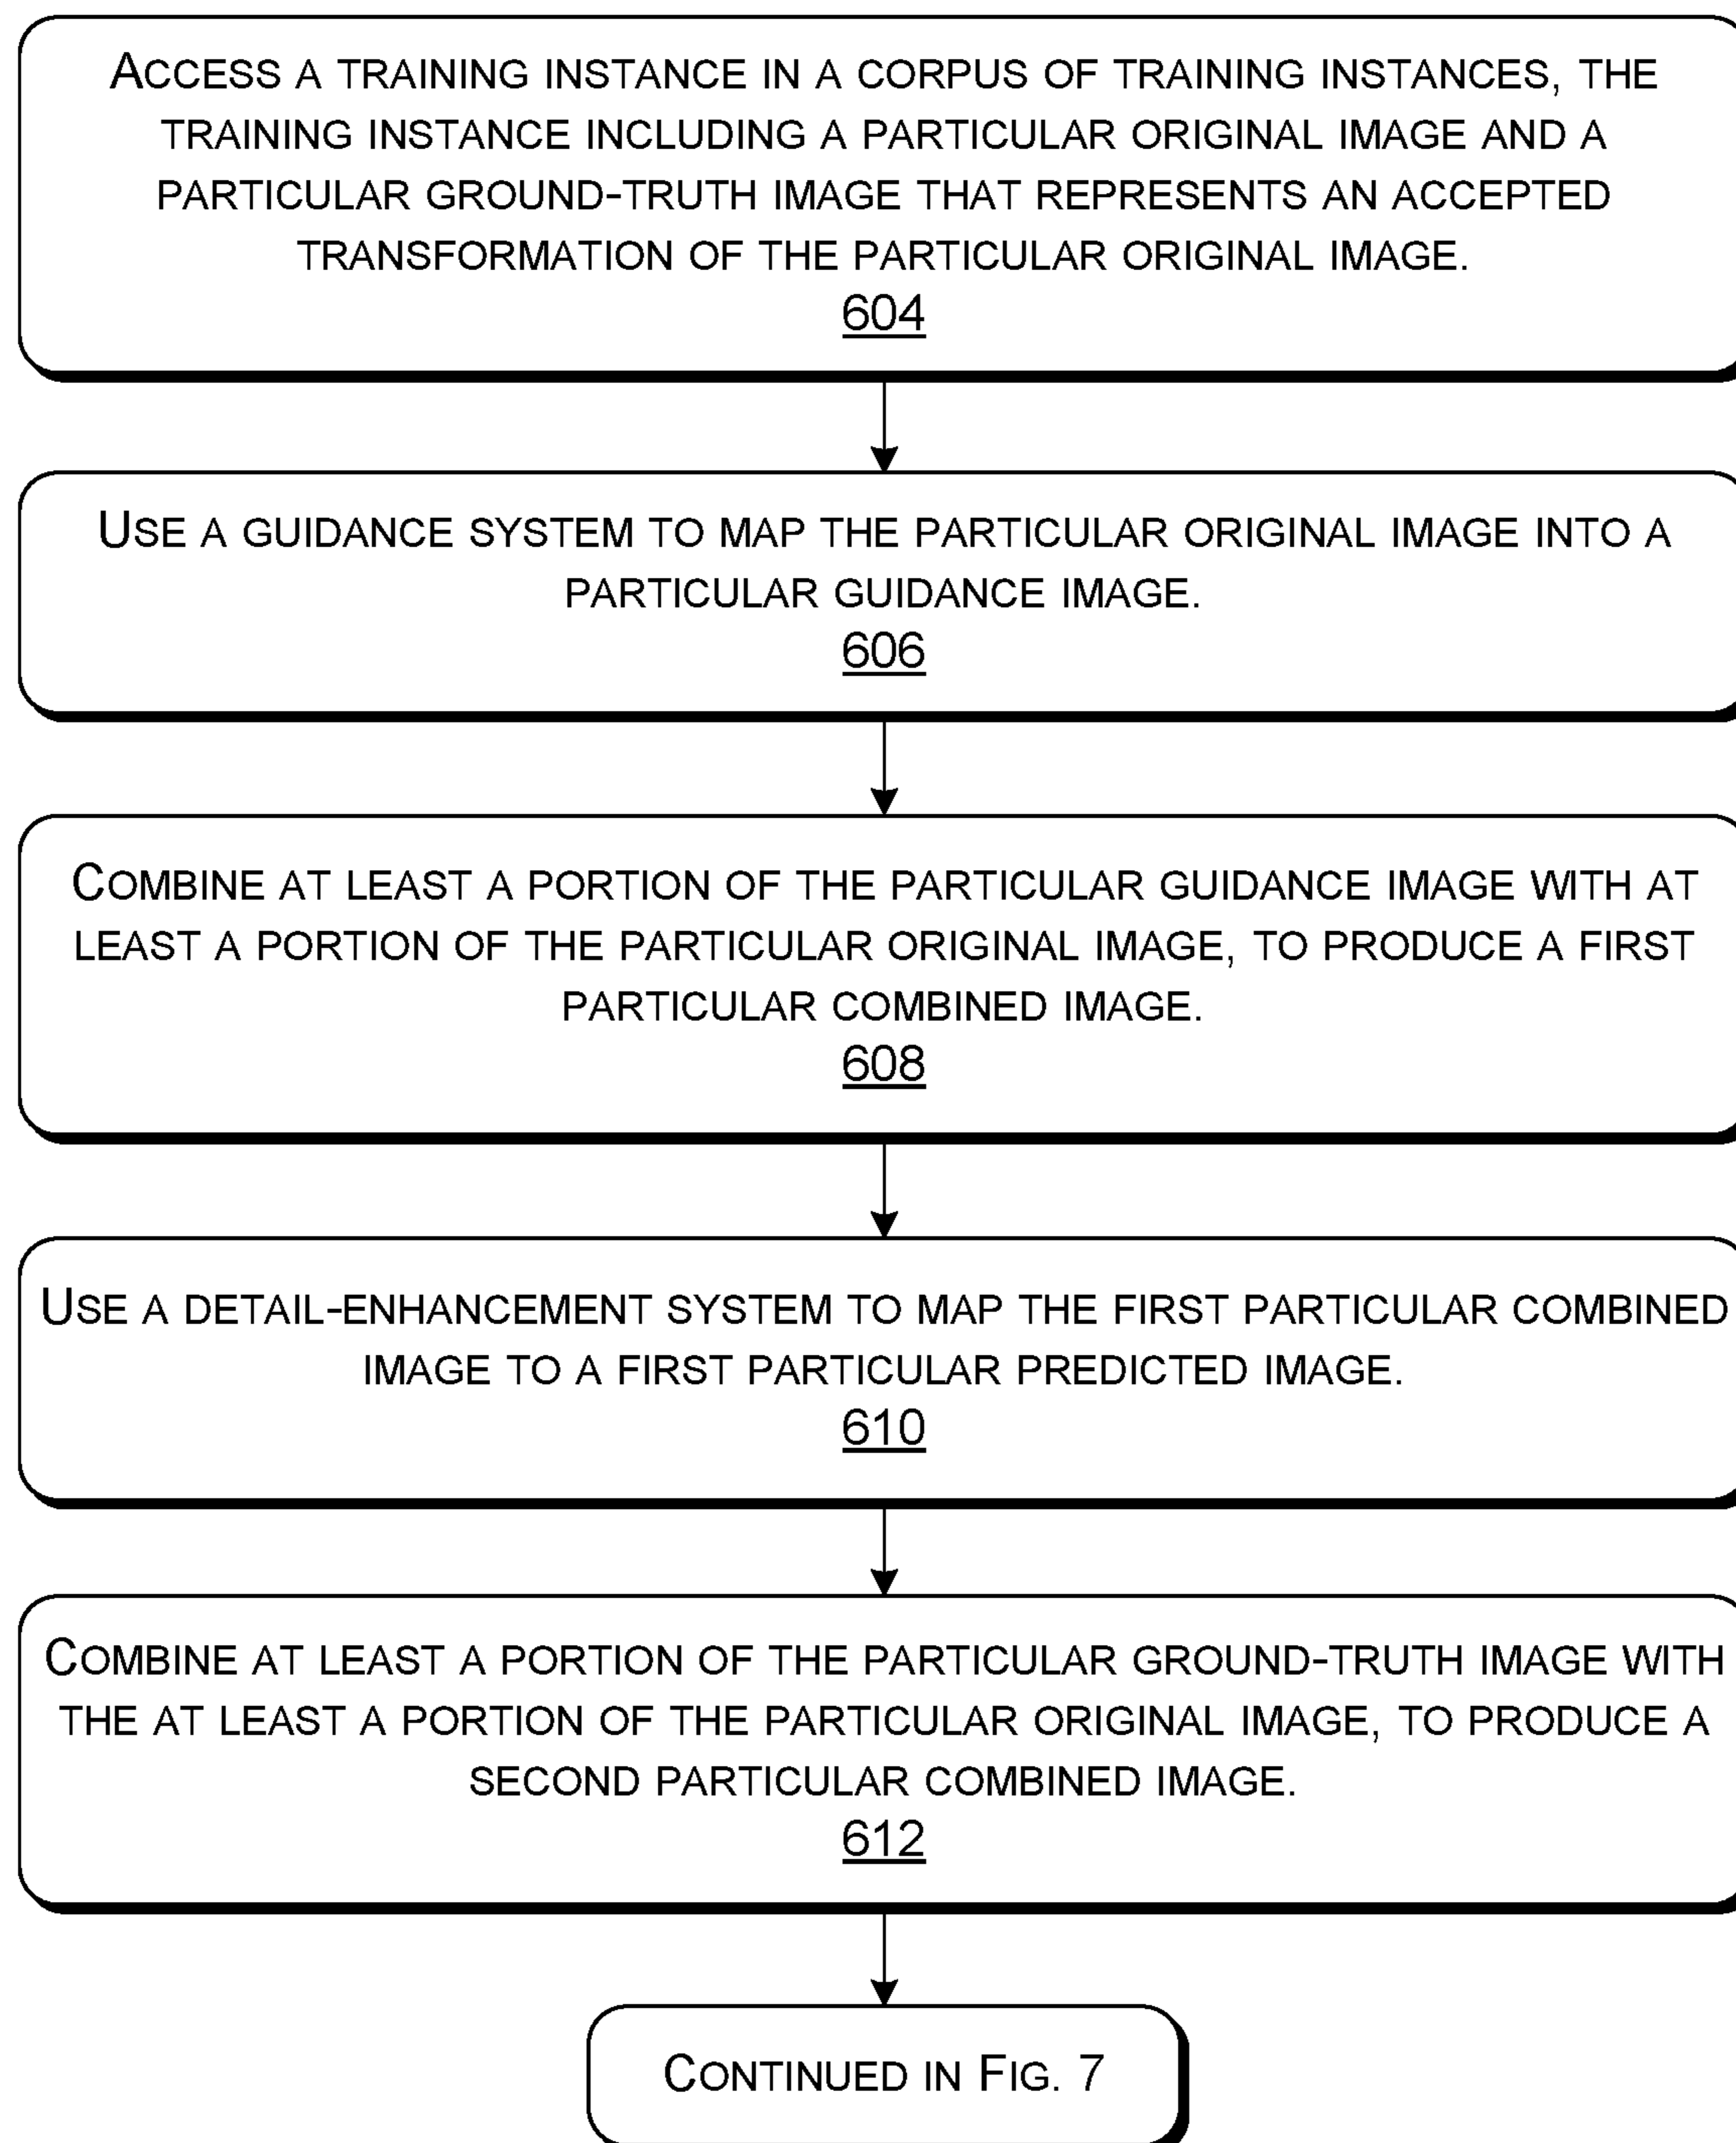 ACCESS A TRAINING INSTANCE IN A CORPUS OF TRAINING INSTANCES, THE
TRAINING INSTANCE INCLUDING A PARTICULAR ORIGINAL IMAGE AND A
PARTICULAR GROUND-TRUTH IMAGE THAT REPRESENTS AN ACCEPTED
TRANSFORMATION OF THE PARTICULAR ORIGINAL IMAGE.
604
USE A GUIDANCE SYSTEM TO MAP THE PARTICULAR ORIGINAL IMAGE INTO A
PARTICULAR GUIDANCE IMAGE.
606
COMBINE AT LEAST A PORTION OF THE PARTICULAR GUIDANCE IMAGE WITH AT
LEAST A PORTION OF THE PARTICULAR ORIGINAL IMAGE, TO PRODUCE A FIRST
PARTICULAR COMBINED IMAGE.
608
USE A DETAIL-ENHANCEMENT SYSTEM TO MAP THE FIRST PARTICULAR COMBINED
IMAGE TO A FIRST PARTICULAR PREDICTED IMAGE.
610
COMBINE AT LEAST A PORTION OF THE PARTICULAR GROUND-TRUTH IMAGE WITH
THE AT LEAST A PORTION OF THE PARTICULAR ORIGINAL IMAGE, TO PRODUCE A
SECOND PARTICULAR COMBINED IMAGE.
612
CONTINUED IN FIG. 7